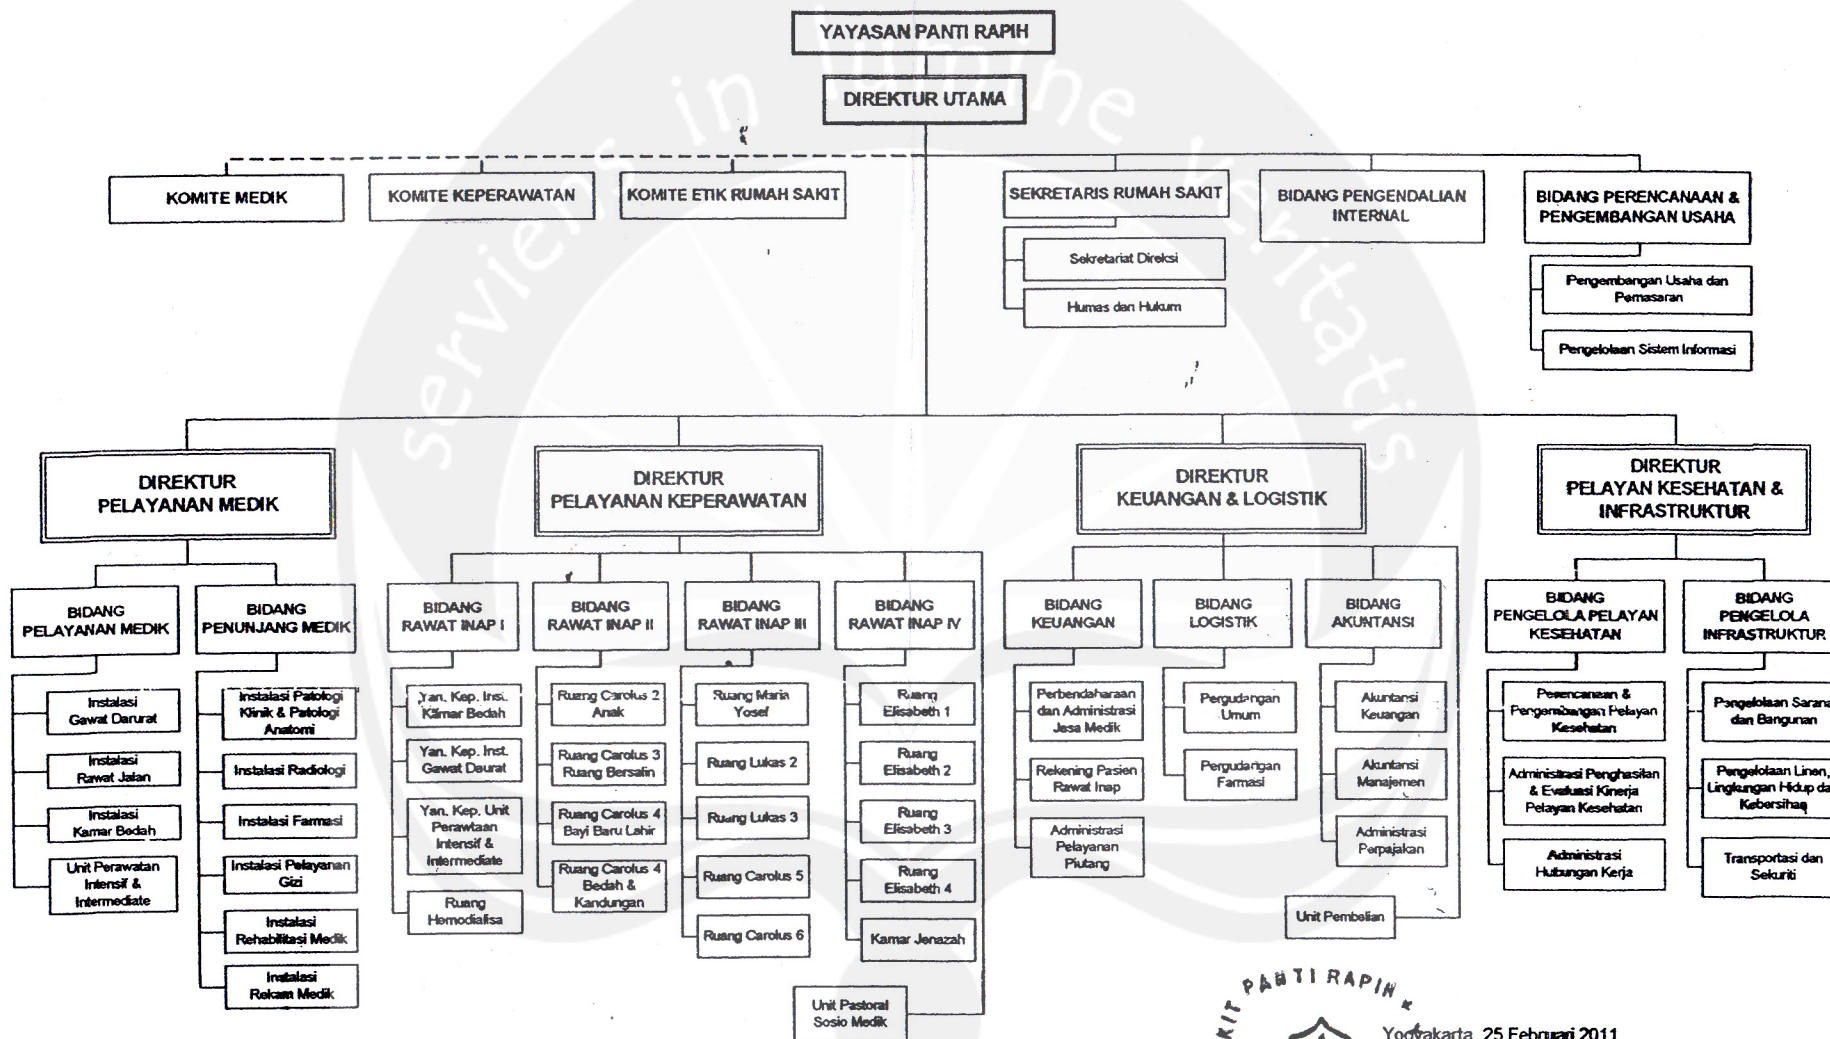 YAYASAN PANTI RAPIH
DIREKTUR UTAMA
KOMITE MEDIK
KOMITE KEPERAWATAN
KOMITE ETIK RUMAH SAKIT
SEKRETARIS RUMAH SAKIT
BIDANG PENGENDALIAN
INTERNAL
BIDANG PERENCANAAN &
PENGEMBANGAN USAHA
Sekretariat Direksi
Humas dan Hukum
Pengembangan Usaha dan
Pemasaran
Pengelolaan Sistem Informasi
serviens in lumine veritatis
DIREKTUR
PELAYANAN MEDIK
DIREKTUR
PELAYANAN KEPERAWATAN
DIREKTUR
KEUANGAN & LOGISTIK
DIREKTUR
PELAYAN KESEHATAN &
INFRASTRUKTUR
BIDANG
PELAYANAN MEDIK
BIDANG
PENUNJANG MEDIK
BIDANG
RAWAT INAP I
BIDANG
RAWAT INAP II
BIDANG
RAWAT INAP III
BIDANG
RAWAT INAP IV
BIDANG
KEUANGAN
BIDANG
LOGISTIK
BIDANG
AKUNTANSI
BIDANG
PENGELOLA PELAYAN
KESEHATAN
BIDANG
PENGELOLA
INFRASTRUKTUR
Instalasi
Gawat Darurat
Instalasi
Rawat Jalan
Instalasi
Kamar Bedah
Unit Perawatan
Intensif &
Intermediate
Instalasi Patologi
Klinik & Patologi
Anatomi
Instalasi Radiologi
Instalasi Farmasi
Instalasi Pelayanan
Gizi
Instalasi
Rehabilitasi Medik
Instalasi
Rekam Medik
Yan. Kep. Inst.
Kamar Bedah
Yan. Kep. Inst.
Gawat Daurat
Yan. Kep. Unit
Perawtaan
Intensif &
Intermediate
Ruang
Hemodialisa
Ruang Carolus 2
Anak
Ruang Carolus 3
Ruang Bersalin
Ruang Carolus 4
Bayi Baru Lahir
Ruang Carolus 4
Bedah &
Kandungan
Ruang Maria
Yosef
Ruang Lukas 2
Ruang Lukas 3
Ruang Carolus 5
Ruang Carolus 6
Ruang
Elisabeth 1
Ruang
Elisabeth 2
Ruang
Elisabeth 3
Ruang
Elisabeth 4
Kamar Jenazah
Unit Pastoral
Sosio Medik
Perbendaharaan
dan Administrasi
Jasa Medik
Rekening Pasien
Rawat Inap
Administrasi
Pelayanan
Piutang
Pergudangan
Umum
Pergudangan
Farmasi
Akuntansi
Keuangan
Akuntansi
Manajemen
Administrasi
Perpajakan
Unit Pembelian
Perencanaan &
Pengembangan Pelayan
Kesehatan
Administrasi Penghasilan
& Evaluasi Kinerja
Pelayan Kesehatan
Administrasi
Hubungan Kerja
Pengelolaan Sarana
dan Bangunan
Pengelolaan Linen,
Lingkungan Hidup da
Kebersihan
Transportasi dan
Sekuriti
KIT PANTI RAPIH
Yogyakarta, 25 Februari 2011